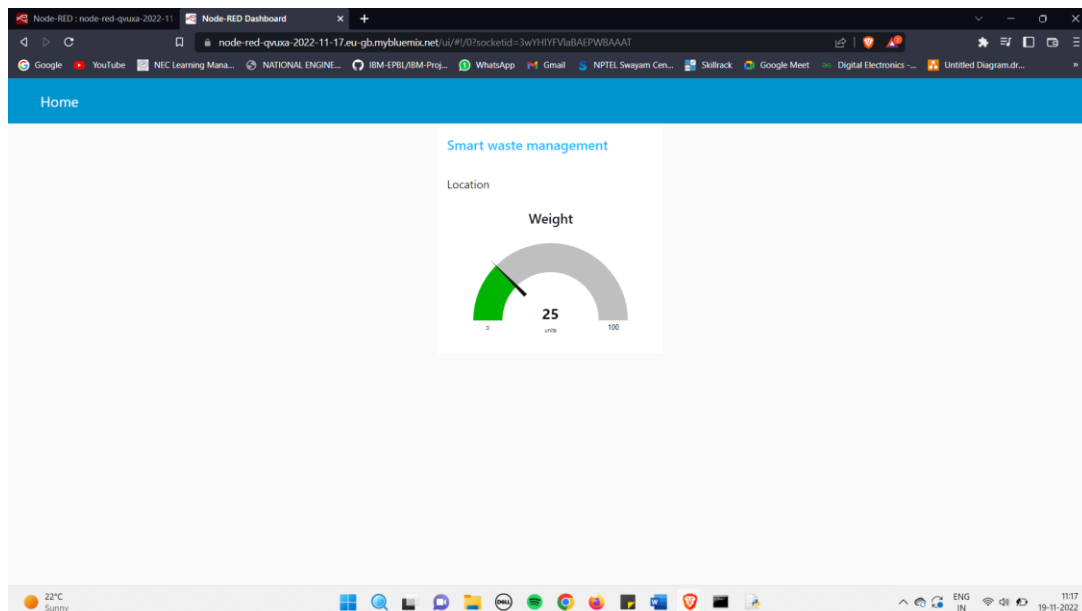 Node-RED : node-red-qvuxa-2022-11 Node-RED Dashboard
node-red-qvuxa-2022-11-17.eu-gb.mybluemix.net/ui/#!/0?socketid=3wYHIYFVlaBAEPWBAAAT
Google YouTube NEC Learning Mana... NATIONAL ENGINE... IBM-EPBL/IBM-Proj... WhatsApp Gmail NPTEL Swayam Cen... Skillrack Google Meet Digital Electronics -... Untitled Diagram.dr... »
Home
Smart waste management
Location
Weight
25
units
0 100
22°C
Sunny
ENG
IN
11:17
19-11-2022